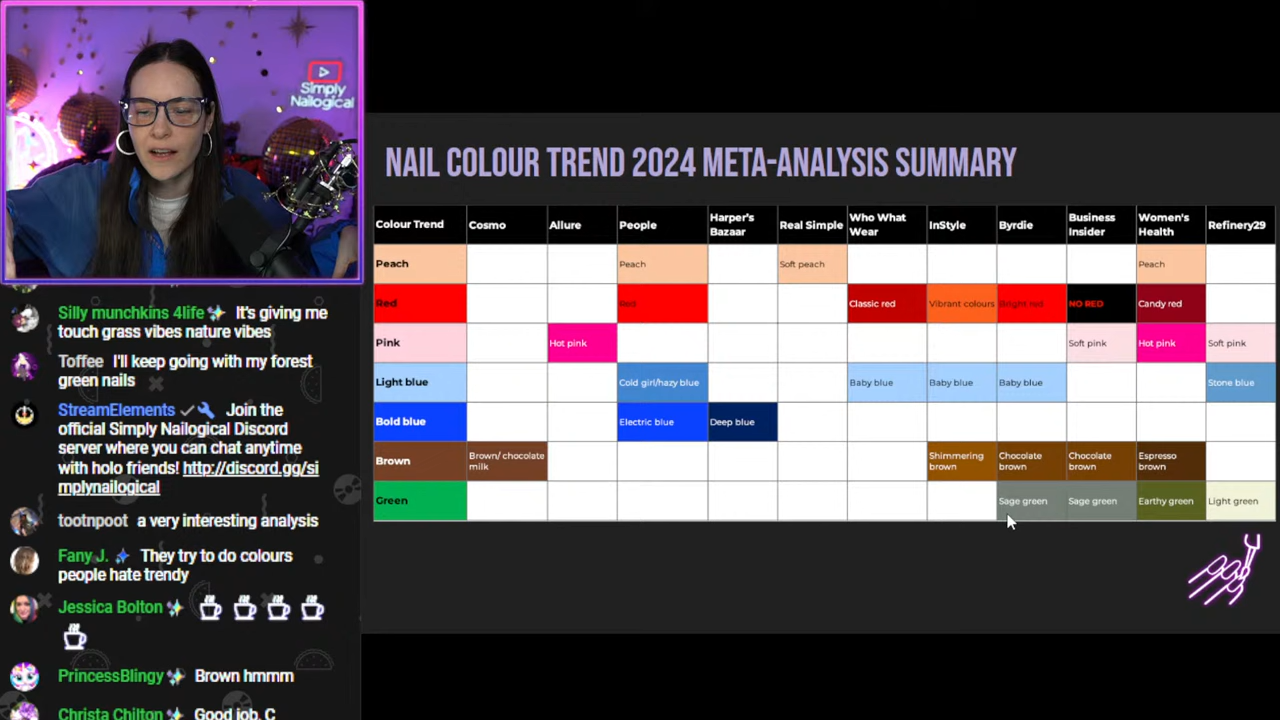 Simply
Nailogical
Silly munchkins 4life It's giving me
touch grass vibes nature vibes
Toffee I'll keep going with my forest
green nails
StreamElements Join the
official Simply Nailogical Discord
server where you can chat anytime
with holo friends! http://discord.gg/si
mplynailogical
tootnpoot a very interesting analysis
Fany J. They try to do colours
people hate trendy
Jessica Bolton
PrincessBlingy Brown hmmm
Christa Chilton Good job, C
NAIL COLOUR TREND 2024 META-ANALYSIS SUMMARY
Colour Trend Cosmo Allure People Harper's Bazaar Real Simple Who What Wear InStyle Byrdie Business Insider Women's Health Refinery29
Peach Peach Soft peach Peach
Red Red Classic red Vibrant colours Bright red NO RED Candy red
Pink Hot pink Soft pink Hot pink Soft pink
Light blue Cold girl/hazy blue Baby blue Baby blue Baby blue Stone blue
Bold blue Electric blue Deep blue
Brown Brown/ chocolate milk Shimmering brown Chocolate brown Chocolate brown Espresso brown
Green Sage green Sage green Earthy green Light green